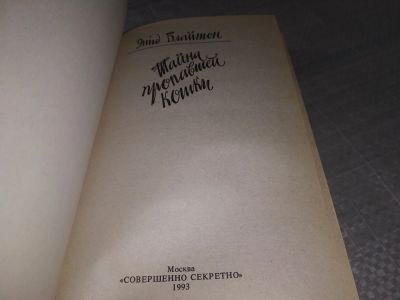 Энид Блайтон
Тайна
пропавшей
кошки
Москва
«СОВЕРШЕННО СЕКРЕТНО»
1993